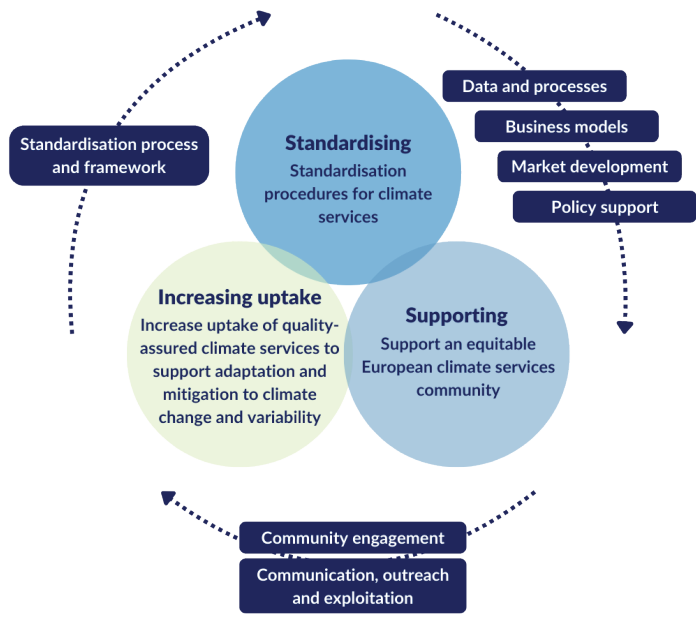 Data and processes
Business models
Market development
Policy support
Standardisation process
and framework
Standardising
Standardisation
procedures for climate
services
Increasing uptake
Increase uptake of quality-
assured climate services to
support adaptation and
mitigation to climate
change and variability
Supporting
Support an equitable
European climate services
community
Community engagement
Communication, outreach
and exploitation